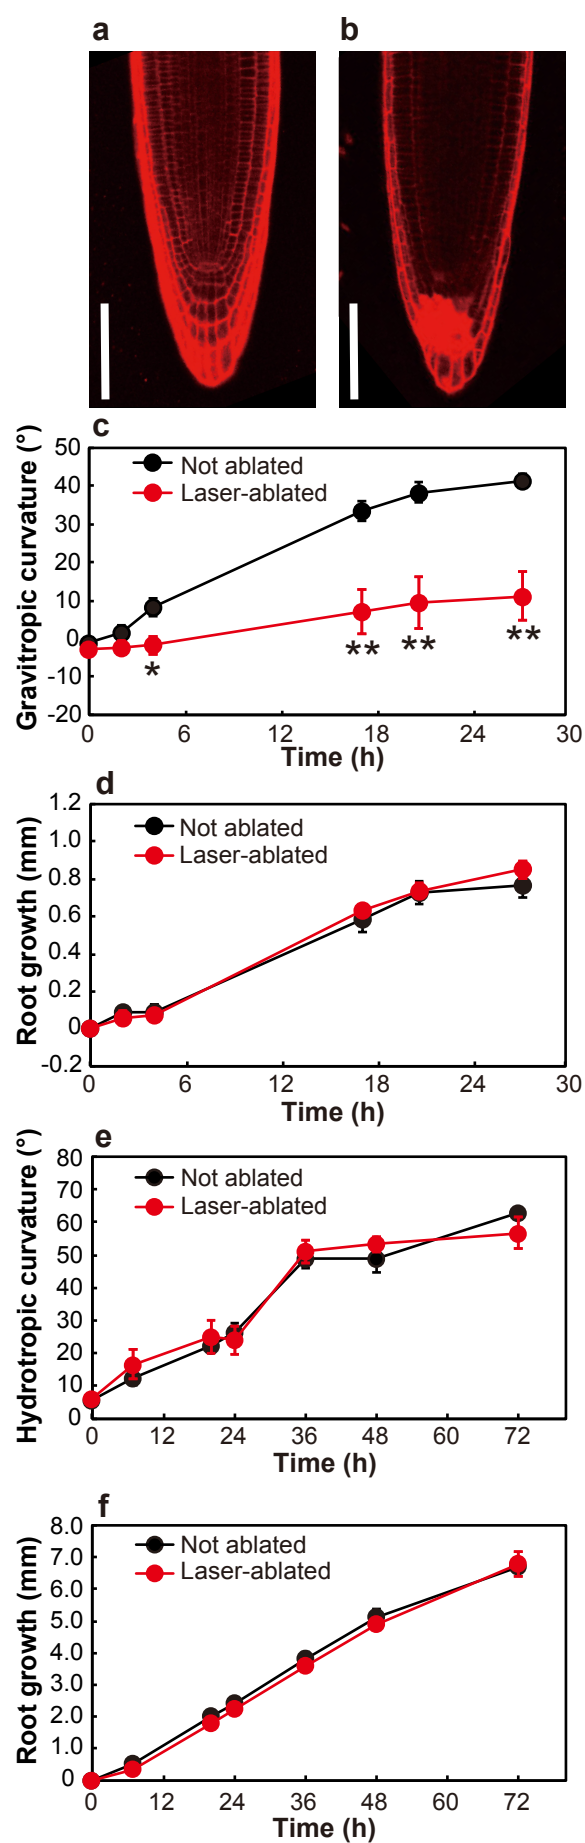 a b
c
Gravitropic curvature (°)
50
40
30
20
10
0
-10
-20
Not ablated
Laser-ablated
* ** ** **
0 6 12 18 24 30
Time (h)
d
Root growth (mm)
1.2
1.0
0.8
0.6
0.4
0.2
0
-0.2
Not ablated
Laser-ablated
0 6 12 18 24 30
Time (h)
e
Hydrotropic curvature (°)
80
70
60
50
40
30
20
10
0
Not ablated
Laser-ablated
0 12 24 36 48 60 72
Time (h)
f
Root growth (mm)
8.0
7.0
6.0
5.0
4.0
3.0
2.0
1.0
0
Not ablated
Laser-ablated
0 12 24 36 48 60 72
Time (h)